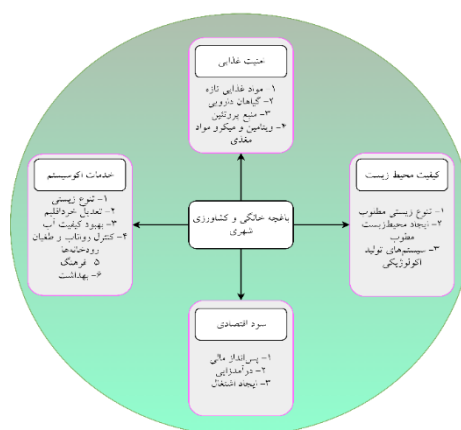 امنیت غذایی
۱- مواد غذایی تازه
۲- گیاهان دارویی
۳- منبع پروتئین
۴- ویتامین و میکرو مواد
مغذی
کیفیت محیط زیست
۱- تنوع زیستی مطلوب
۲- ایجاد محیط‌زیست
مطلوب
۳- سیستم‌های تولید
اکولوژیکی
باغچه خانگی و کشاورزی
شهری
خدمات اکوسیستم
۱- تنوع زیستی
۲- تعدیل خرداقلیم
۳- بهبود کیفیت آب
۴- کنترل رواناب و طغیان
رودخانه‌ها
۵ فرهنگ
۶- بهداشت
سود اقتصادی
۱- پس‌انداز مالی
۲- درآمدزایی
۳- ایجاد اشتغال